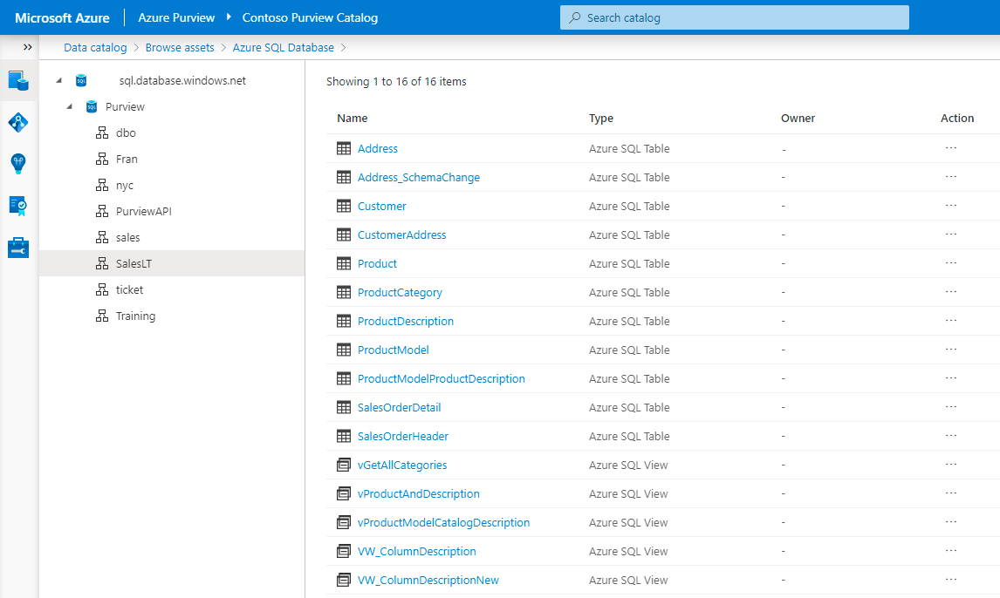 Microsoft Azure Azure Purview Contoso Purview Catalog Search catalog
Data catalog > Browse assets > Azure SQL Database >
sql.database.windows.net
Purview
dbo
Fran
nyc
PurviewAPI
sales
SalesLT
ticket
Training
Showing 1 to 16 of 16 items
Name Type Owner Action
Address Azure SQL Table - ...
Address_SchemaChange Azure SQL Table - ...
Customer Azure SQL Table - ...
CustomerAddress Azure SQL Table - ...
Product Azure SQL Table - ...
ProductCategory Azure SQL Table - ...
ProductDescription Azure SQL Table - ...
ProductModel Azure SQL Table - ...
ProductModelProductDescription Azure SQL Table - ...
SalesOrderDetail Azure SQL Table - ...
SalesOrderHeader Azure SQL Table - ...
vGetAllCategories Azure SQL View - ...
vProductAndDescription Azure SQL View - ...
vProductModelCatalogDescription Azure SQL View - ...
VW_ColumnDescription Azure SQL View - ...
VW_ColumnDescriptionNew Azure SQL View - ...